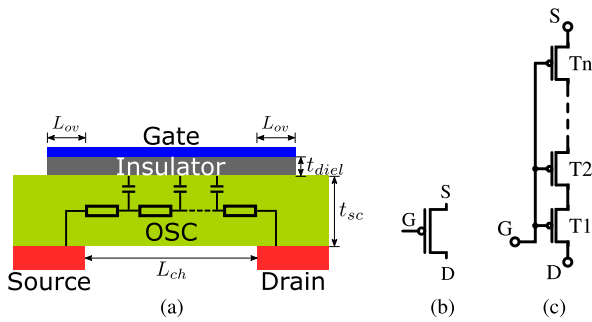 L_ov L_ov
Gate
Insulator
t_diel
t_sc
OSC
L_ch
Source
Drain
(a)
S
G
D
(b)
S
Tn
T2
T1
G
D
(c)